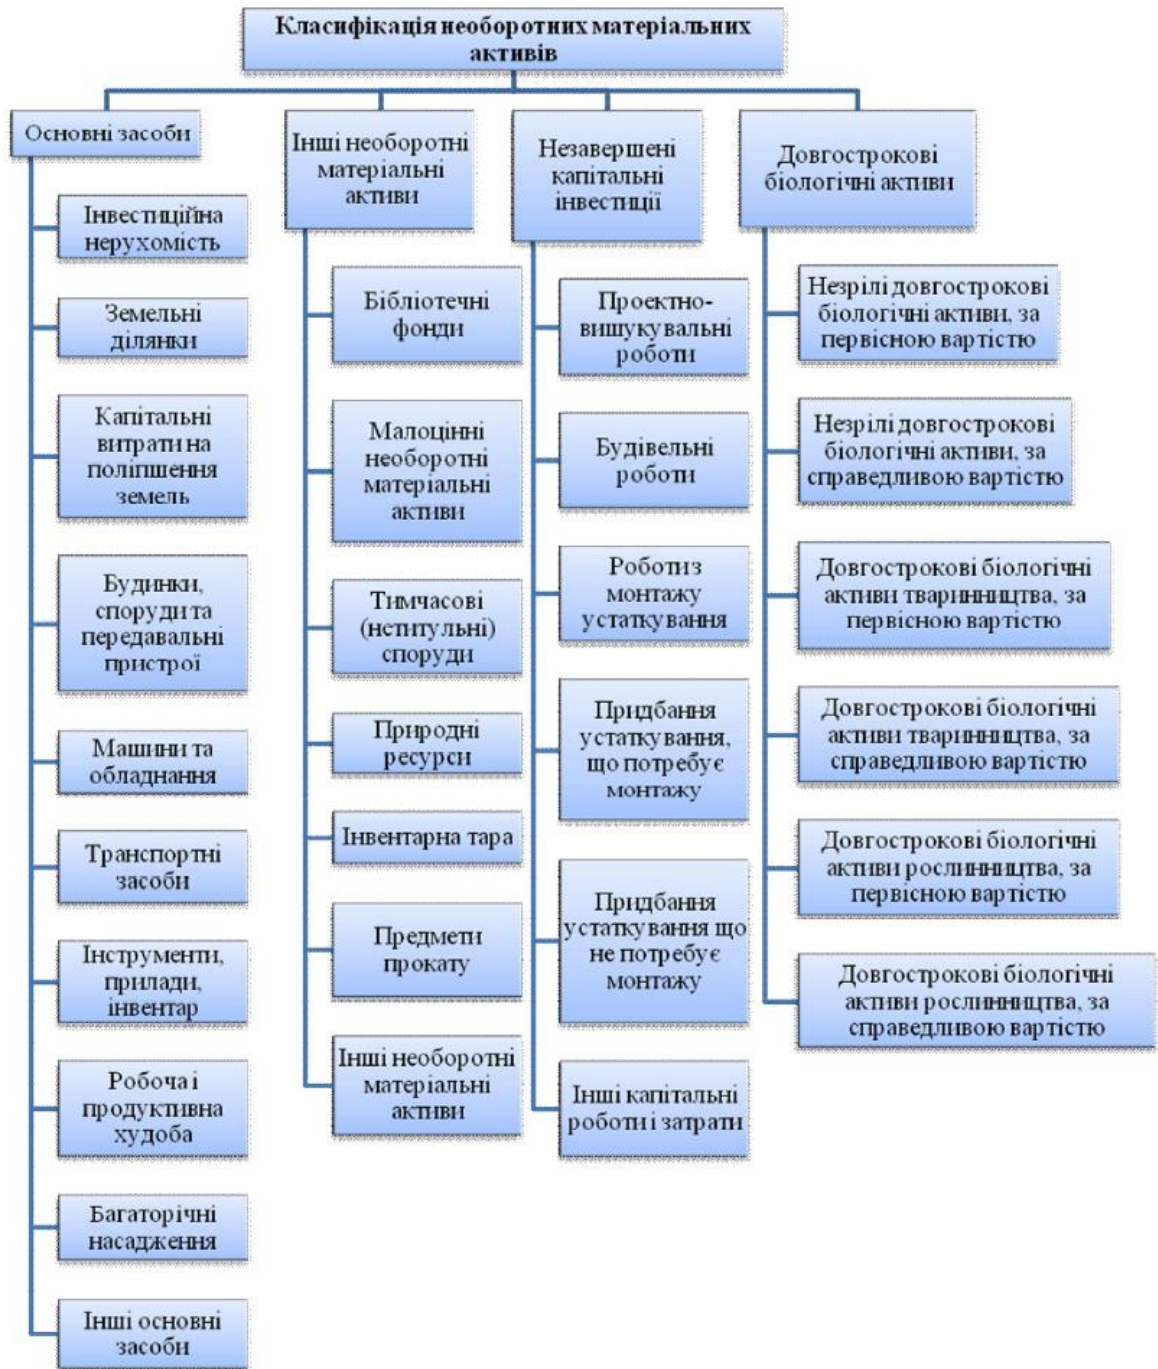 Класифікація необоротних матеріальних
активів
Основні засоби
Інвестиційна
нерухомість
Земельні
ділянки
Капітальні
витрати на
поліпшення
земель
Будинки,
споруди та
передавальні
пристрої
Машини та
обладнання
Транспортні
засоби
Інструменти,
прилади,
інвентар
Робоча і
продуктивна
худоба
Багаторічні
насадження
Інші основні
засоби
Інші необоротні
матеріальні
активи
Бібліотечні
фонди
Малоцінні
необоротні
матеріальні
активи
Тимчасові
(нетитульні)
споруди
Природні
ресурси
Інвентарна тара
Предмети
прокату
Інші необоротні
матеріальні
активи
Незавершені
капітальні
інвестиції
Проектно-
вишукувальні
роботи
Будівельні
роботи
Роботи з
монтажу
устаткування
Придбання
устаткування,
що потребує
монтажу
Придбання
устаткування що
не потребує
монтажу
Інші капітальні
роботи і затрати
Довгострокові
біологічні активи
Незрілі довгострокові
біологічні активи, за
первісною вартістю
Незрілі довгострокові
біологічні активи, за
справедливою вартістю
Довгострокові біологічні
активи тваринництва, за
первісною вартістю
Довгострокові біологічні
активи тваринництва, за
справедливою вартістю
Довгострокові біологічні
активи рослинництва, за
первісною вартістю
Довгострокові біологічні
активи рослинництва, за
справедливою вартістю